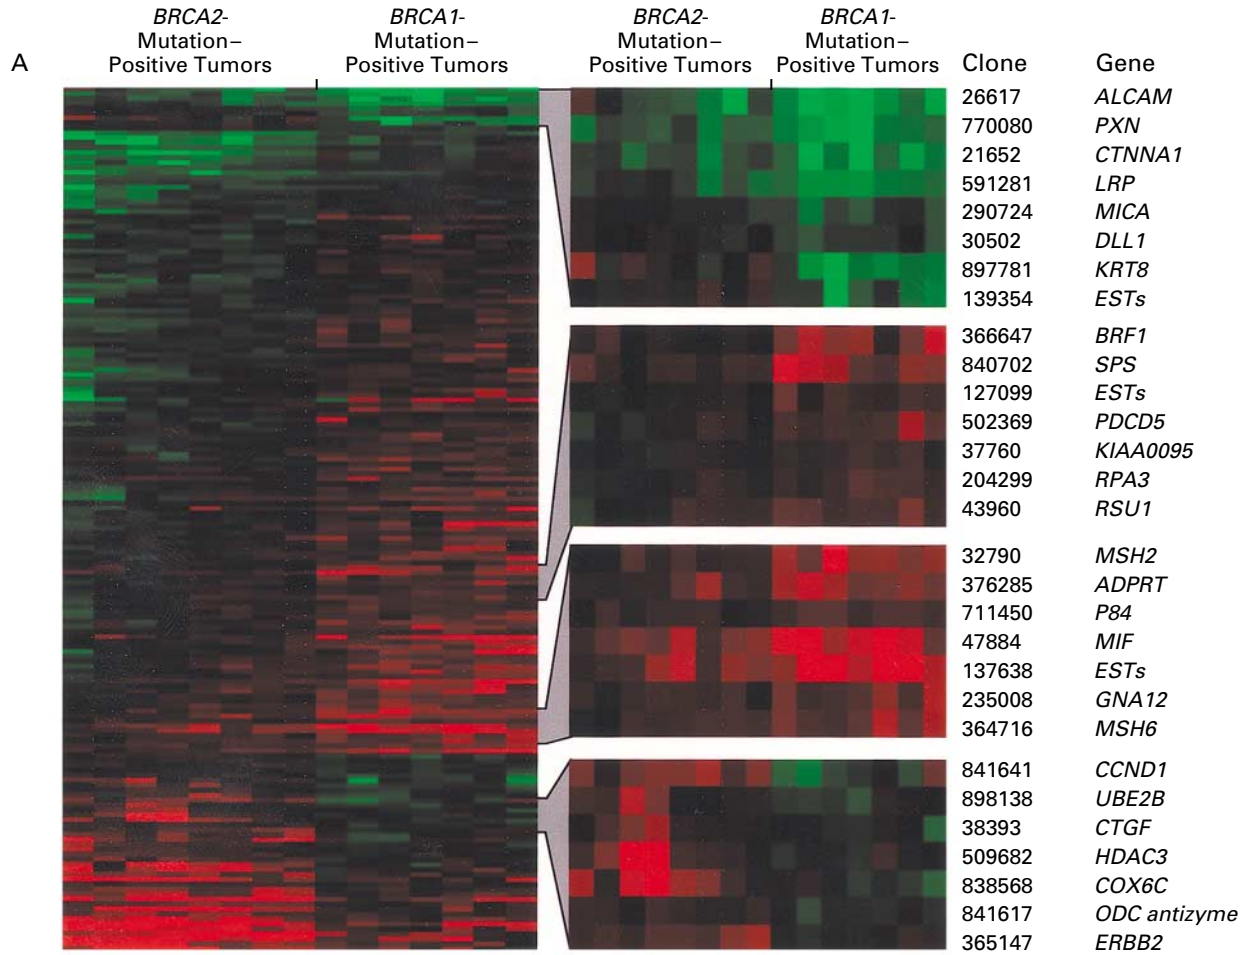 A
BRCA2-
Mutation–
Positive Tumors
BRCA1-
Mutation–
Positive Tumors
BRCA2-
Mutation–
Positive Tumors
BRCA1-
Mutation–
Positive Tumors
Clone Gene
26617 ALCAM
770080 PXN
21652 CTNNA1
591281 LRP
290724 MICA
30502 DLL1
897781 KRT8
139354 ESTs
366647 BRF1
840702 SPS
127099 ESTs
502369 PDCD5
37760 KIAA0095
204299 RPA3
43960 RSU1
32790 MSH2
376285 ADPRT
711450 P84
47884 MIF
137638 ESTs
235008 GNA12
364716 MSH6
841641 CCND1
898138 UBE2B
38393 CTGF
509682 HDAC3
838568 COX6C
841617 ODC antizyme
365147 ERBB2